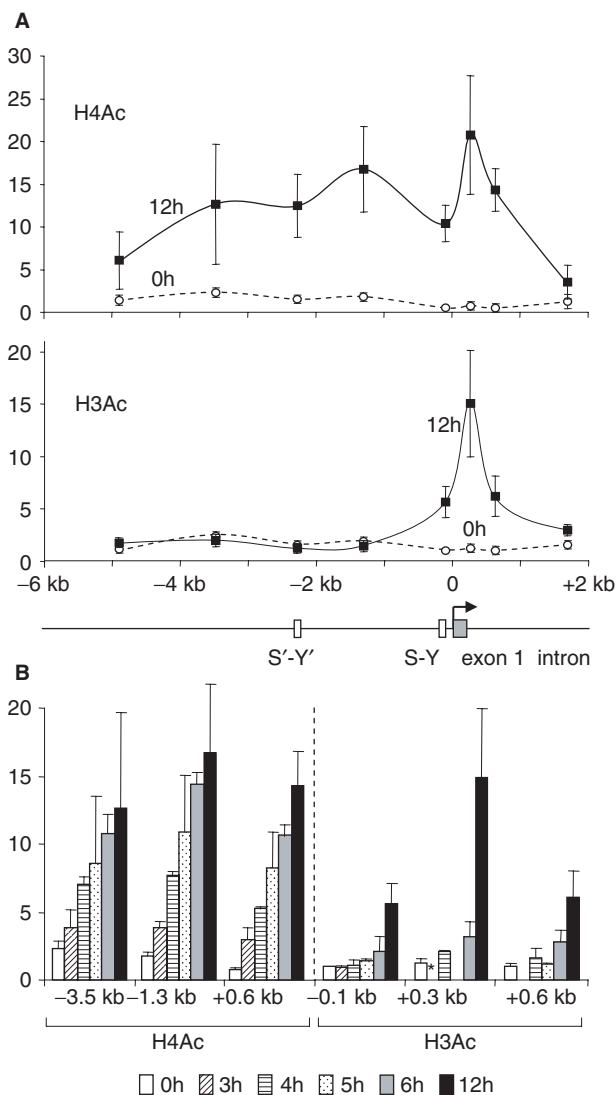 A
30
25
20
15
10
5
0
H4Ac
12h
0h
20
15
10
5
0
H3Ac
12h
0h
−6 kb −4 kb −2 kb 0 +2 kb
S′-Y′ S-Y exon 1 intron
B
20
15
10
5
0
*
−3.5 kb −1.3 kb +0.6 kb −0.1 kb +0.3 kb +0.6 kb
H4Ac H3Ac
0h 3h 4h 5h 6h 12h